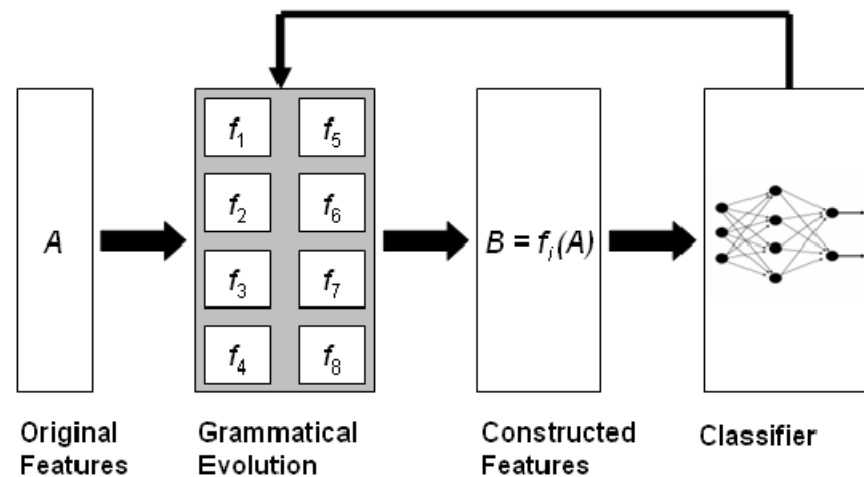 A
f1
f2
f3
f4
f5
f6
f7
f8
B = fi(A)
Original
Features
Grammatical
Evolution
Constructed
Features
Classifier